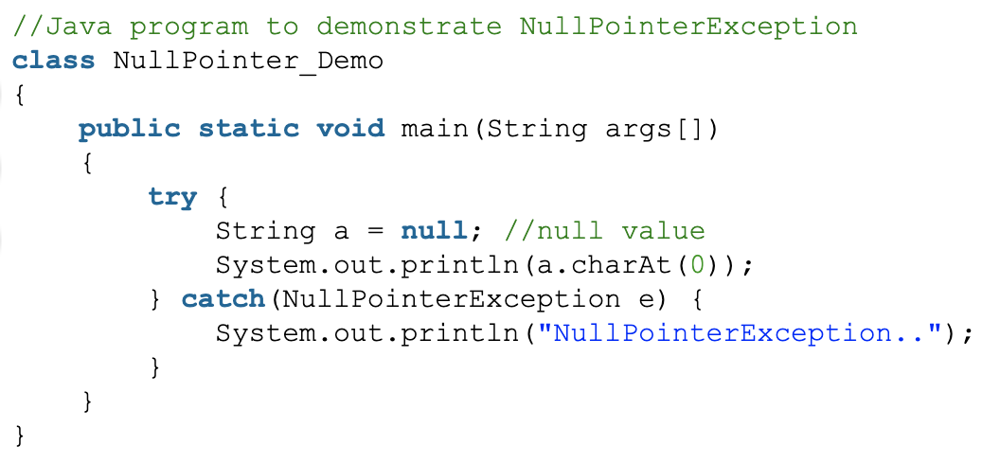 //Java program to demonstrate NullPointerException
class NullPointer_Demo
{
    public static void main(String args[])
    {
        try {
            String a = null; //null value
            System.out.println(a.charAt(0));
        } catch(NullPointerException e) {
            System.out.println("NullPointerException..");
        }
    }
}